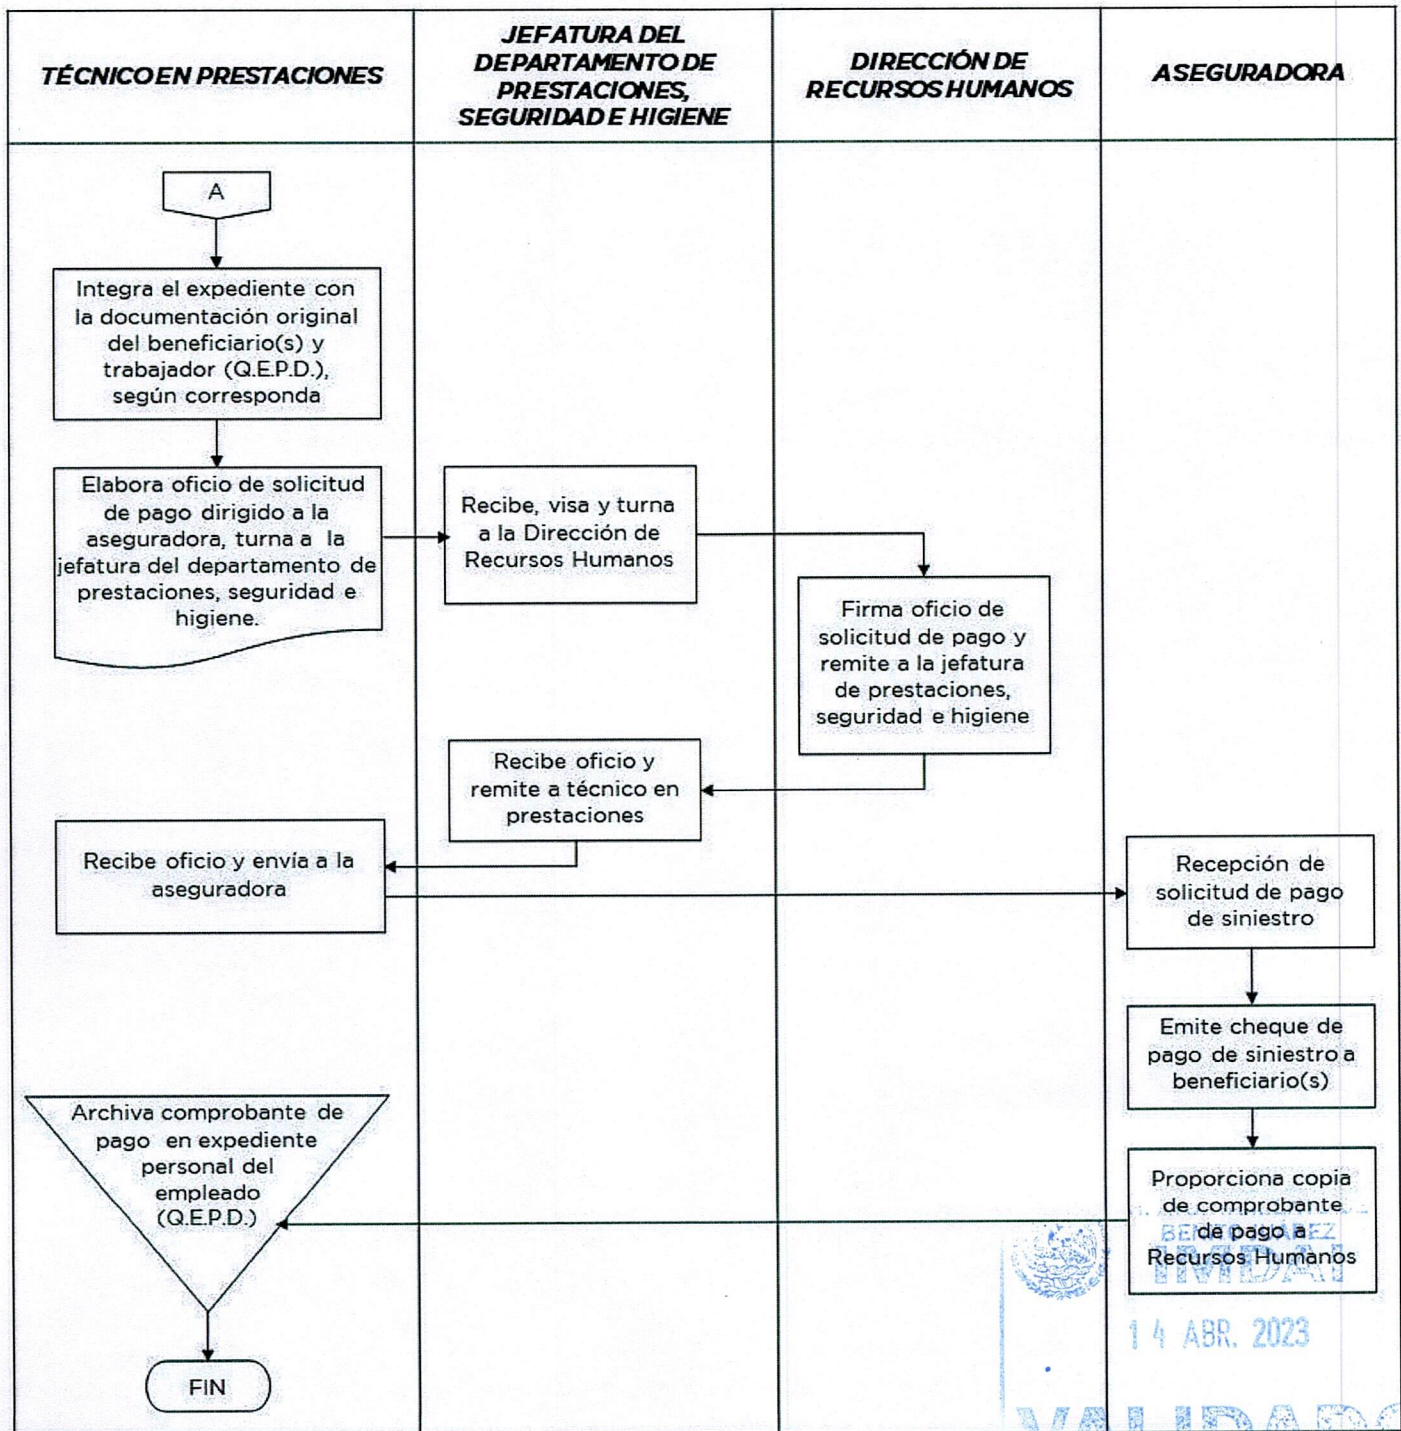 TÉCNICO EN PRESTACIONES
JEFATURA DEL
DEPARTAMENTO DE
PRESTACIONES,
SEGURIDAD E HIGIENE
DIRECCIÓN DE
RECURSOS HUMANOS
ASEGURADORA
A
Integra el expediente con
la documentación original
del beneficiario(s) y
trabajador (Q.E.P.D.),
según corresponda
Elabora oficio de solicitud
de pago dirigido a la
aseguradora, turna a la
jefatura del departamento de
prestaciones, seguridad e
higiene.
Recibe, visa y turna
a la Dirección de
Recursos Humanos
Firma oficio de
solicitud de pago y
remite a la jefatura
de prestaciones,
seguridad e higiene
Recibe oficio y
remite a técnico en
prestaciones
Recibe oficio y envía a la
aseguradora
Recepción de
solicitud de pago
de siniestro
Emite cheque de
pago de siniestro a
beneficiario(s)
Proporciona copia
de comprobante
de pago a
Recursos Humanos
Archiva comprobante de
pago en expediente
personal del
empleado
(Q.E.P.D.)
FIN
BENITO JUÁREZ
IMDAI
14 ABR. 2023
VALIDADO